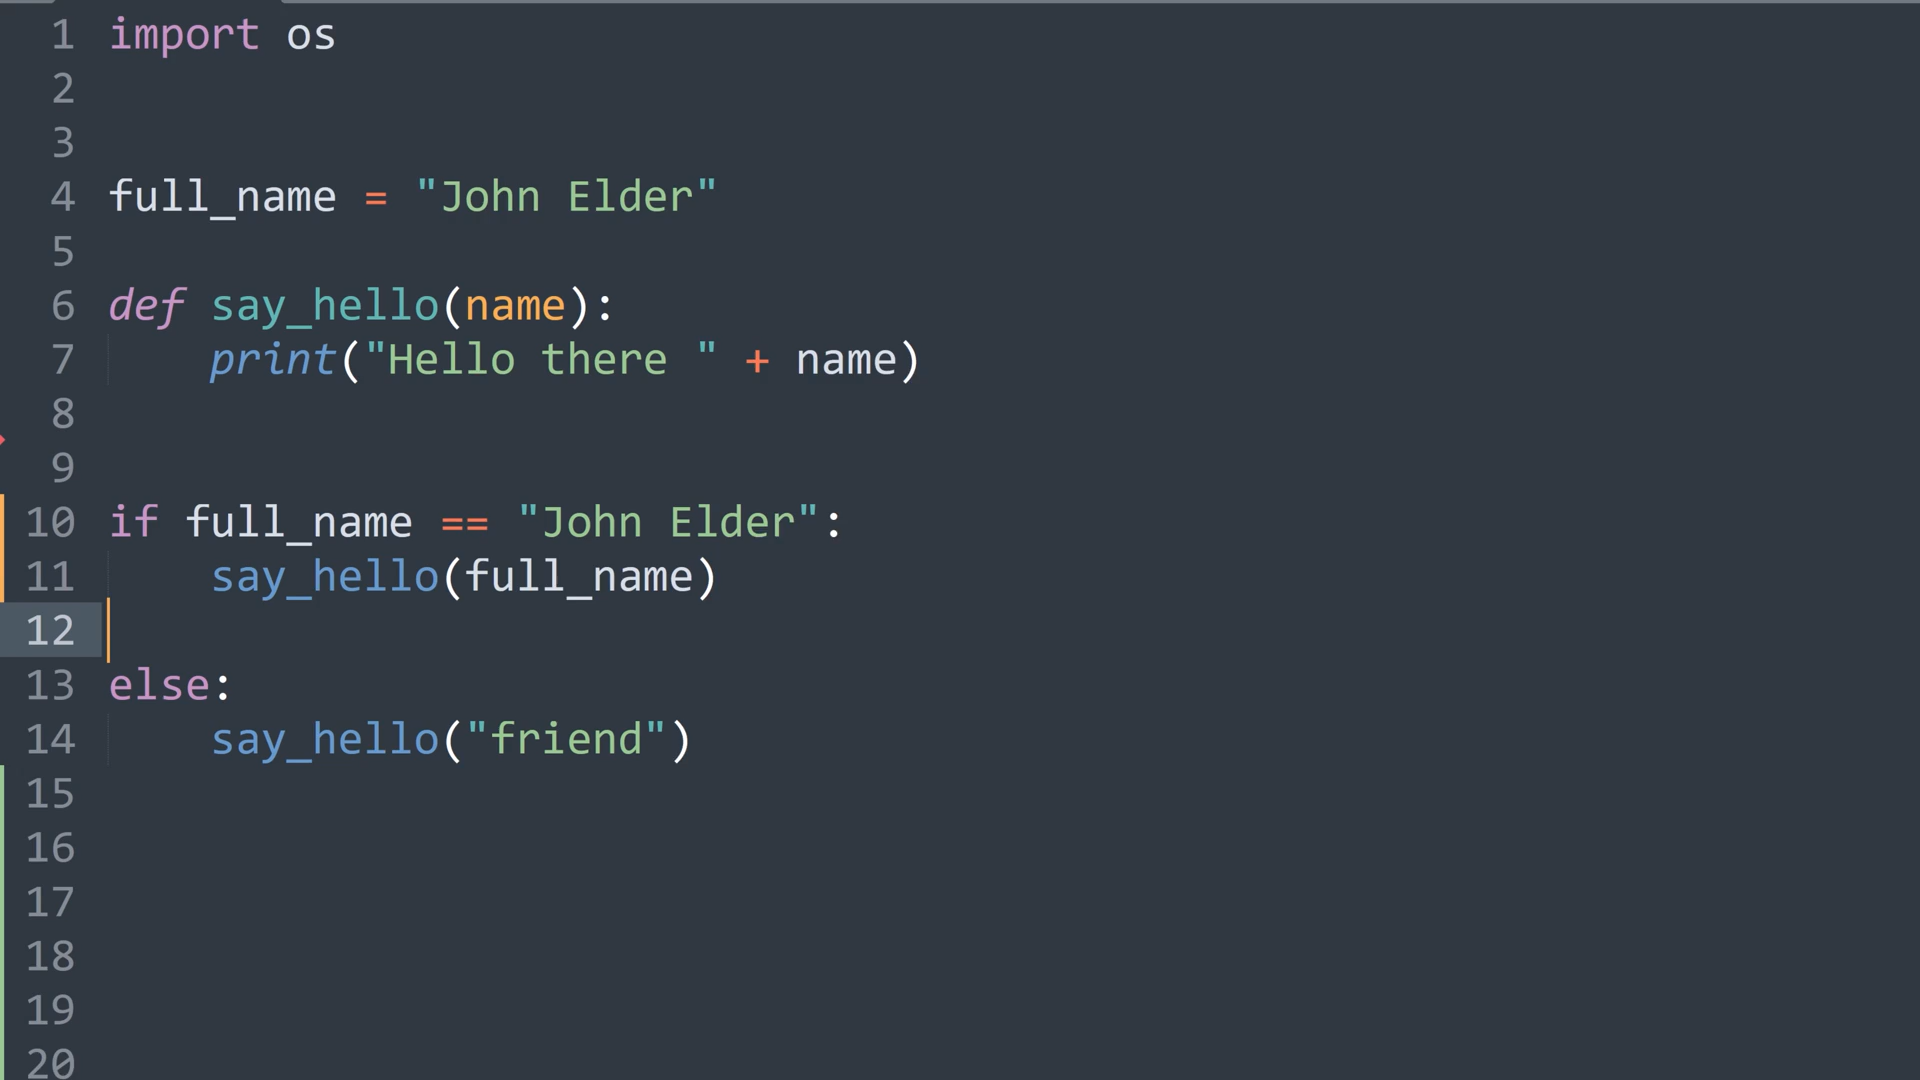 1 import os
2
3
4 full_name = "John Elder"
5
6 def say_hello(name):
7     print("Hello there " + name)
8
9
10 if full_name == "John Elder":
11     say_hello(full_name)
12
13 else:
14     say_hello("friend")
15
16
17
18
19
20